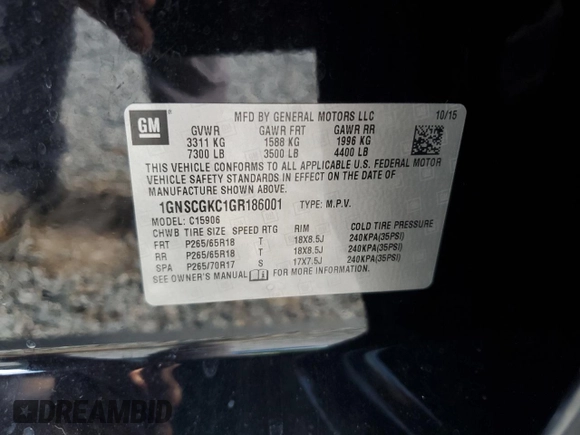 GM
MFD BY GENERAL MOTORS LLC 10/15
GVWR GAWR FRT GAWR RR
3311 KG 1588 KG 1996 KG
7300 LB 3500 LB 4400 LB
THIS VEHICLE CONFORMS TO ALL APPLICABLE U.S. FEDERAL MOTOR
VEHICLE SAFETY STANDARDS IN EFFECT ON THE DATE OF
MANUFACTURE SHOWN ABOVE.
1GNSCGKC1GR186001 TYPE: M.P.V.
MODEL: C15906
CHWB TIRE SIZE SPEED RTG RIM COLD TIRE PRESSURE
FRT P265/65R18 T 18X8.5J 240KPA(35PSI)
RR P265/65R18 T 18X8.5J 240KPA(35PSI)
SPA P265/70R17 S 17X7.5J 240KPA(35PSI)
SEE OWNER'S MANUAL FOR MORE INFORMATION.
DREAMBID